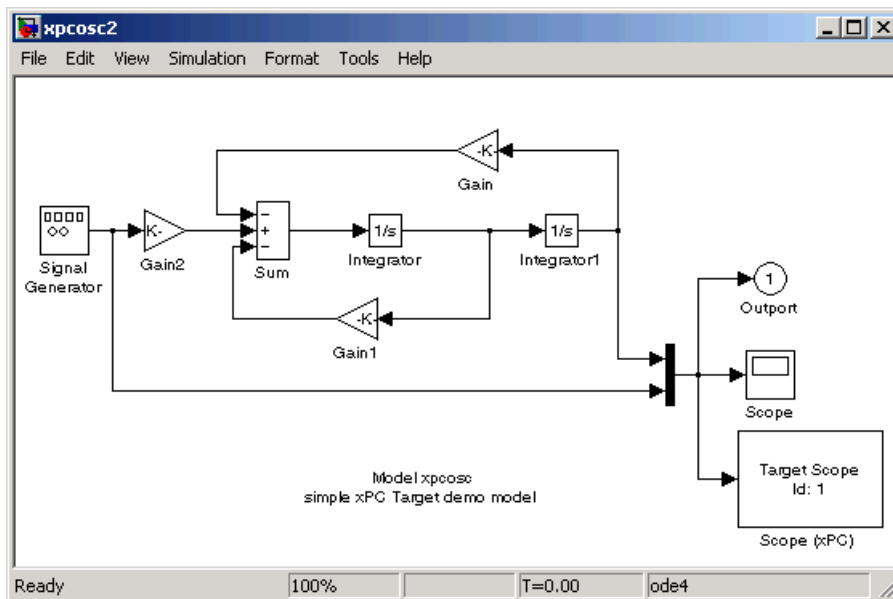 xpcosc2
File Edit View Simulation Format Tools Help
-K-
Gain
Signal
Generator
K-
Gain2
−
+
−
Sum
1/s
Integrator
1/s
Integrator1
-K-
Gain1
1
Outport
Scope
Target Scope
Id: 1
Scope (xPC)
Model xpcosc
simple xPC Target demo model
Ready 100% T=0.00 ode4